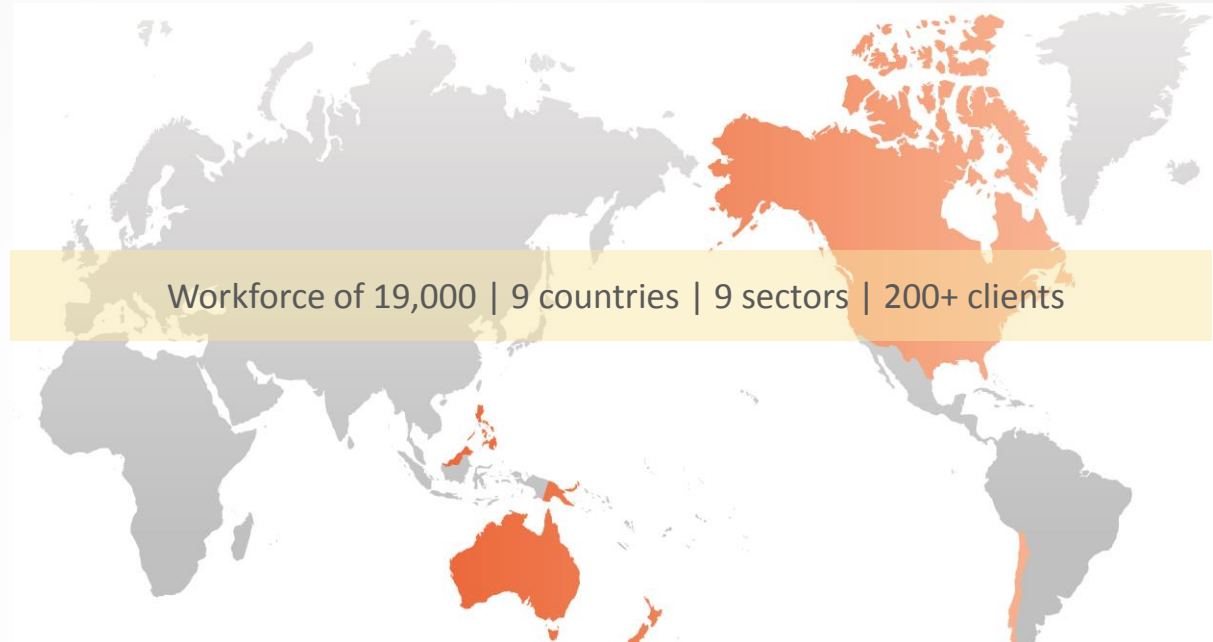 Workforce of 19,000 | 9 countries | 9 sectors | 200+ clients